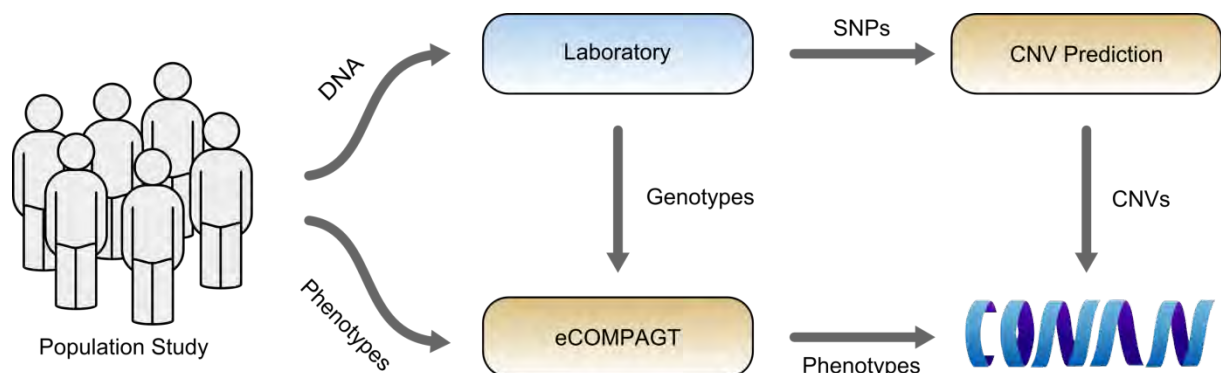 DNA
Laboratory
SNPs
CNV Prediction
Genotypes
CNVs
Phenotypes
eCOMPAGT
Phenotypes
CONAN
Population Study